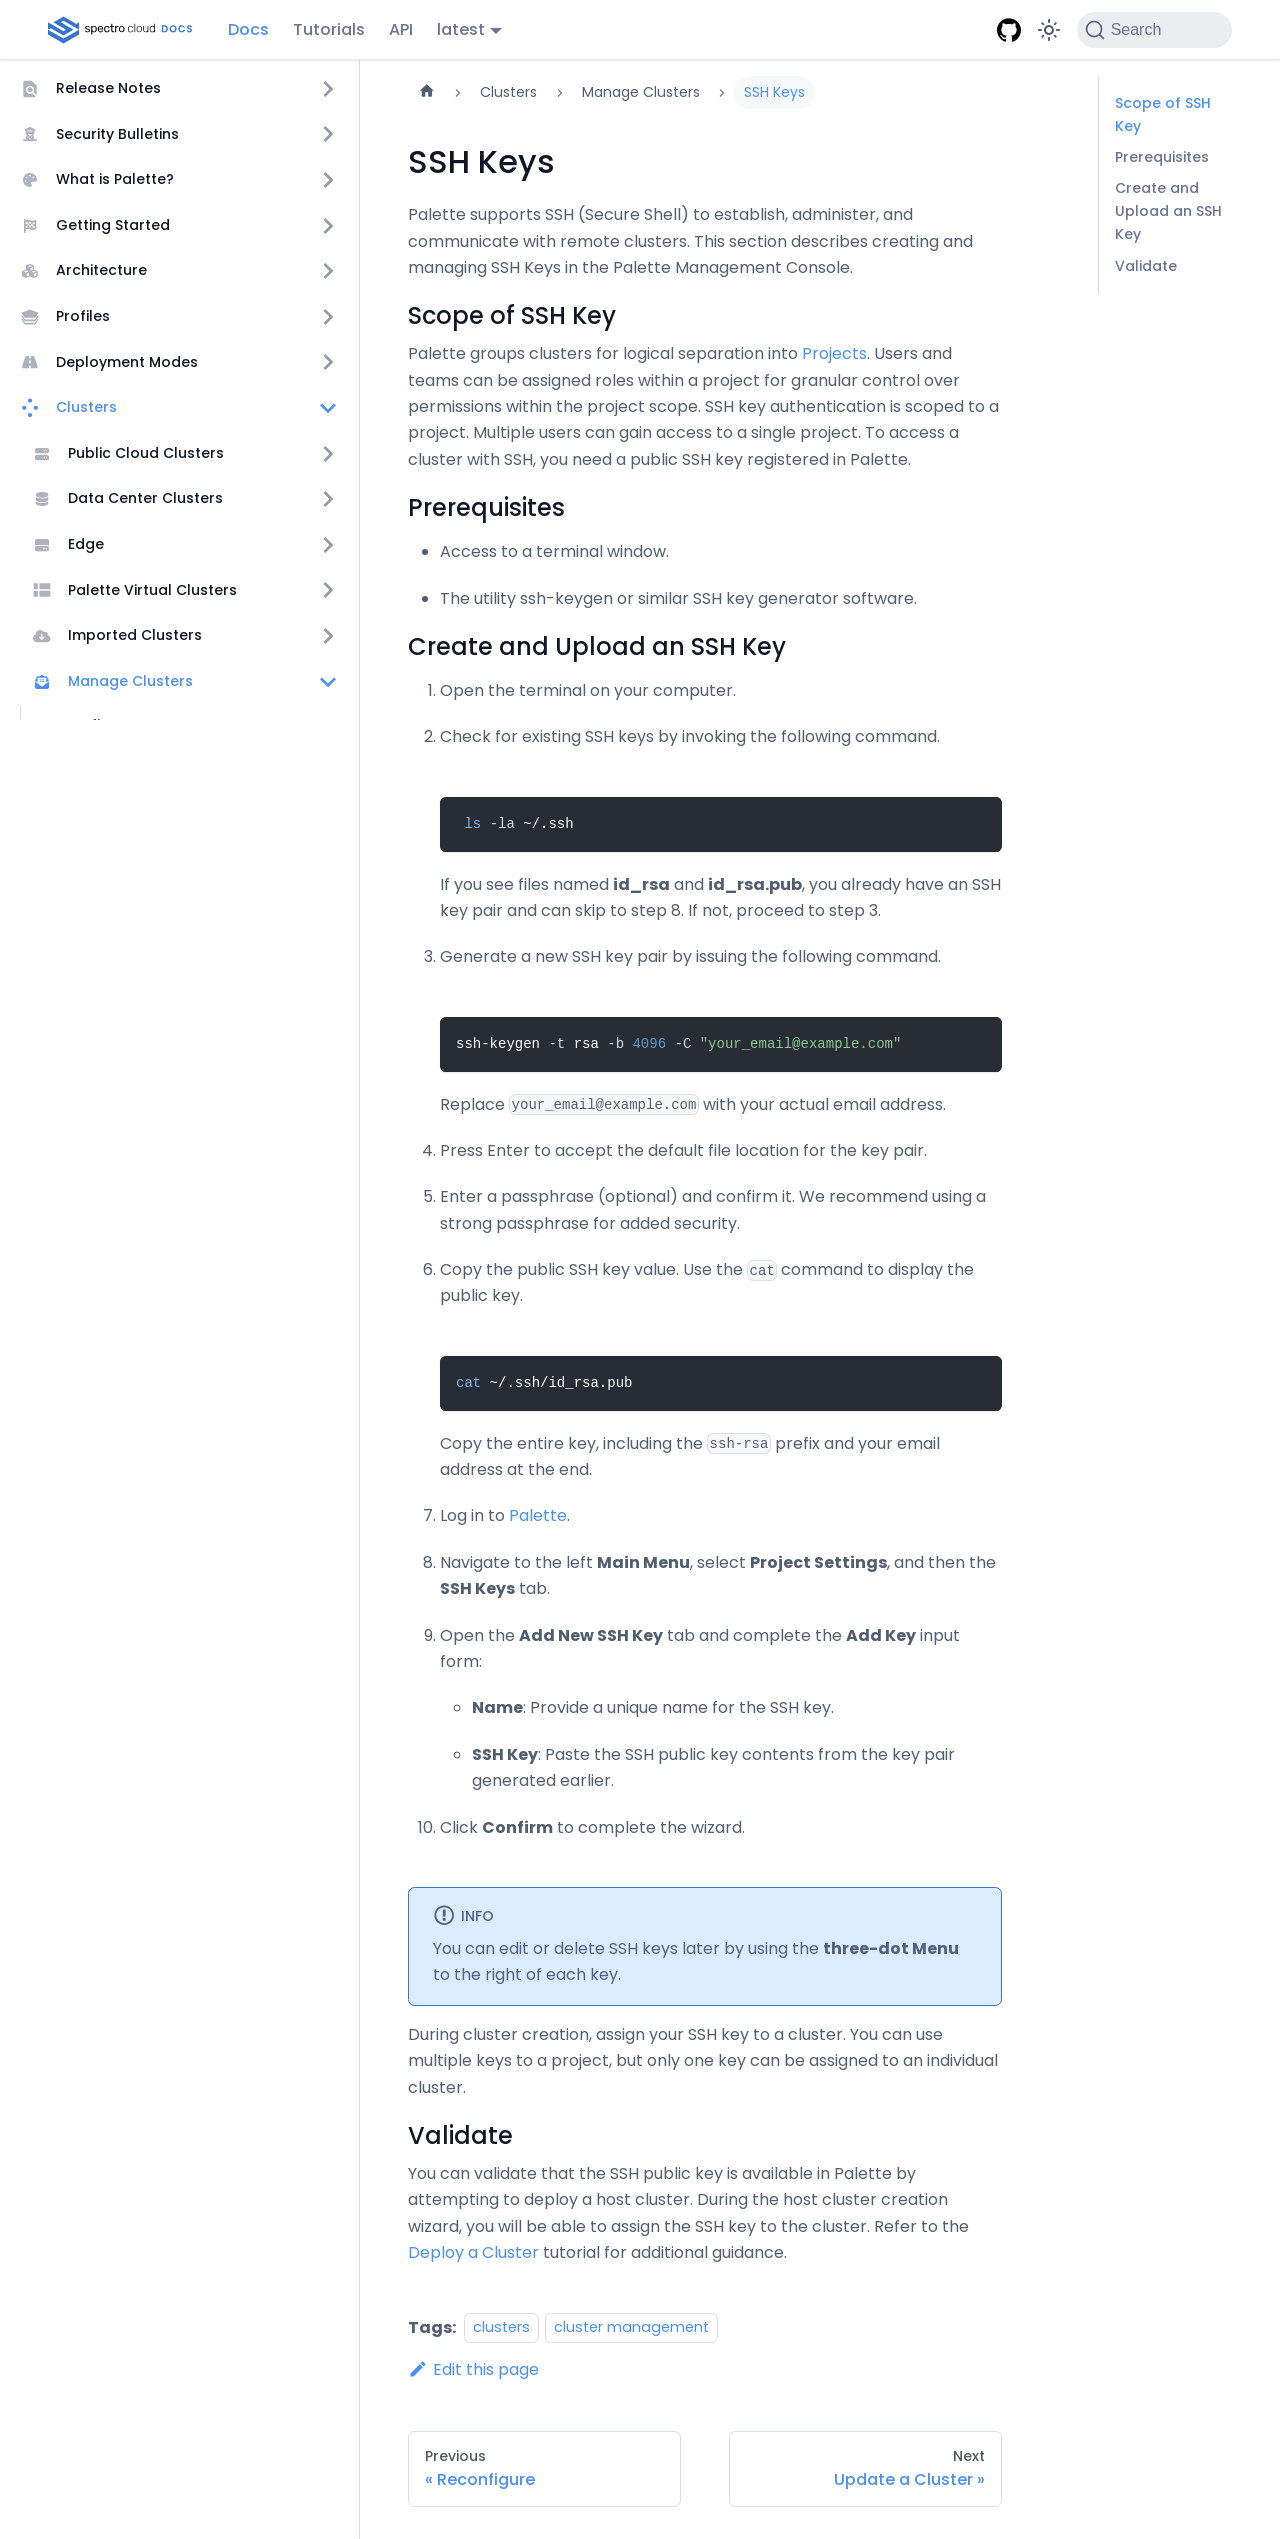 spectro cloud DOCS Docs Tutorials API latest Search
Release Notes
Security Bulletins
What is Palette?
Getting Started
Architecture
Profiles
Deployment Modes
Clusters
Public Cloud Clusters
Data Center Clusters
Edge
Palette Virtual Clusters
Imported Clusters
Manage Clusters
Clusters Manage Clusters SSH Keys
SSH Keys
Palette supports SSH (Secure Shell) to establish, administer, and
communicate with remote clusters. This section describes creating and
managing SSH Keys in the Palette Management Console.
Scope of SSH Key
Palette groups clusters for logical separation into Projects. Users and
teams can be assigned roles within a project for granular control over
permissions within the project scope. SSH key authentication is scoped to a
project. Multiple users can gain access to a single project. To access a
cluster with SSH, you need a public SSH key registered in Palette.
Prerequisites
• Access to a terminal window.
• The utility ssh-keygen or similar SSH key generator software.
Create and Upload an SSH Key
1. Open the terminal on your computer.
2. Check for existing SSH keys by invoking the following command.
ls -la ~/.ssh
If you see files named id_rsa and id_rsa.pub, you already have an SSH
key pair and can skip to step 8. If not, proceed to step 3.
3. Generate a new SSH key pair by issuing the following command.
ssh-keygen -t rsa -b 4096 -C "your_email@example.com"
Replace your_email@example.com with your actual email address.
4. Press Enter to accept the default file location for the key pair.
5. Enter a passphrase (optional) and confirm it. We recommend using a
strong passphrase for added security.
6. Copy the public SSH key value. Use the cat command to display the
public key.
cat ~/.ssh/id_rsa.pub
Copy the entire key, including the ssh-rsa prefix and your email
address at the end.
7. Log in to Palette.
8. Navigate to the left Main Menu, select Project Settings, and then the
SSH Keys tab.
9. Open the Add New SSH Key tab and complete the Add Key input
form:
◦ Name: Provide a unique name for the SSH key.
◦ SSH Key: Paste the SSH public key contents from the key pair
generated earlier.
10. Click Confirm to complete the wizard.
INFO
You can edit or delete SSH keys later by using the three-dot Menu
to the right of each key.
During cluster creation, assign your SSH key to a cluster. You can use
multiple keys to a project, but only one key can be assigned to an individual
cluster.
Validate
You can validate that the SSH public key is available in Palette by
attempting to deploy a host cluster. During the host cluster creation
wizard, you will be able to assign the SSH key to the cluster. Refer to the
Deploy a Cluster tutorial for additional guidance.
Tags: clusters cluster management
Edit this page
Previous
« Reconfigure
Next
Update a Cluster »
Scope of SSH
Key
Prerequisites
Create and
Upload an SSH
Key
Validate